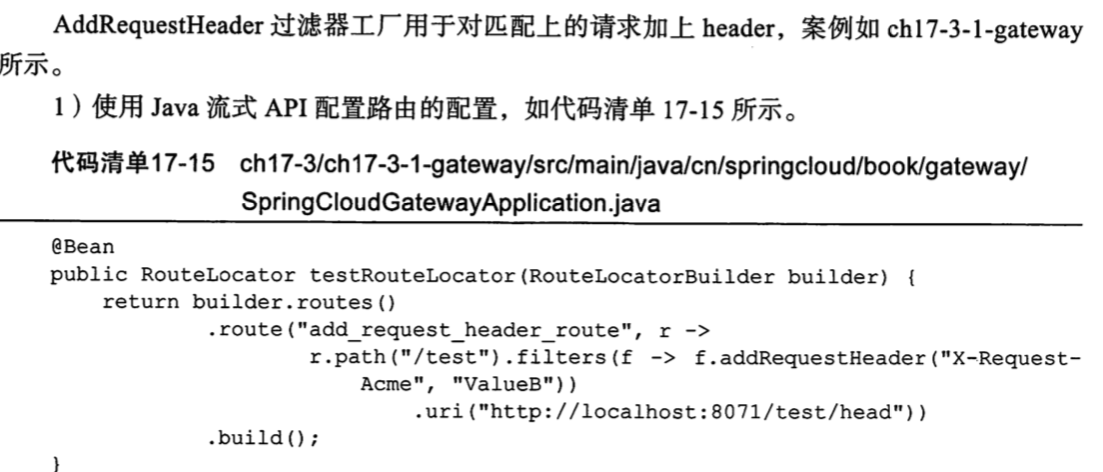 AddRequestHeader 过滤器工厂用于对匹配上的请求加上 header，案例如 ch17-3-1-gateway
所示。
1）使用 Java 流式 API 配置路由的配置，如代码清单 17-15 所示。
代码清单17-15 ch17-3/ch17-3-1-gateway/src/main/java/cn/springcloud/book/gateway/
SpringCloudGatewayApplication.java
@Bean
public RouteLocator testRouteLocator(RouteLocatorBuilder builder) {
return builder.routes()
.route("add_request_header_route", r ->
r.path("/test").filters(f -> f.addRequestHeader("X-Request-
Acme", "ValueB"))
.uri("http://localhost:8071/test/head"))
.build();
}